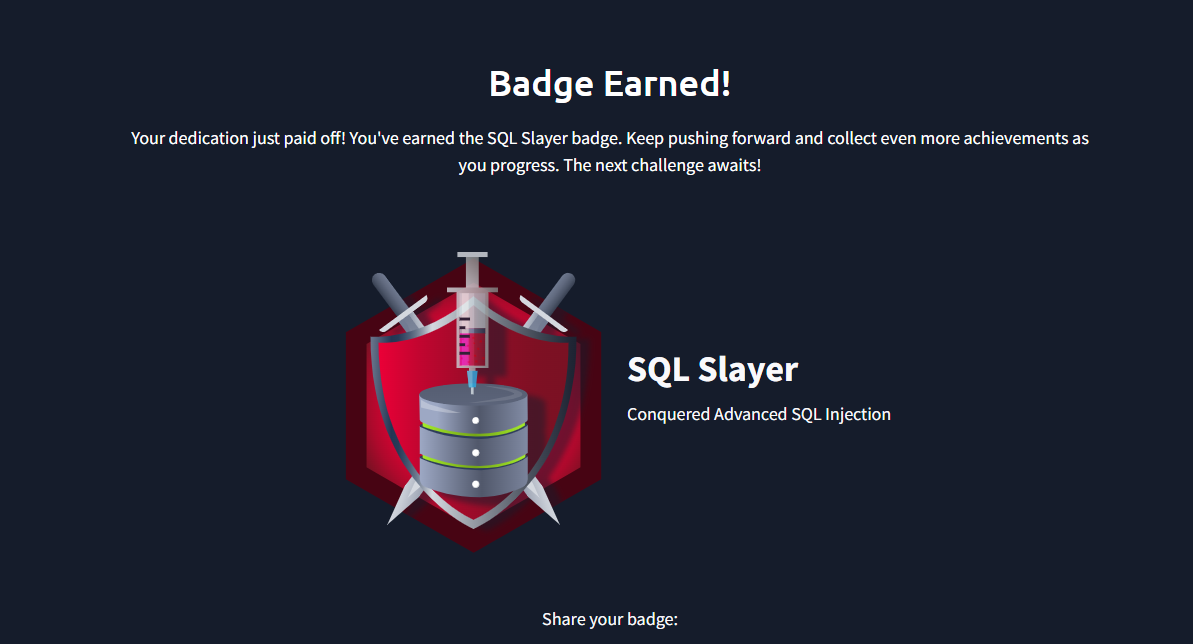 Badge Earned!
Your dedication just paid off! You've earned the SQL Slayer badge. Keep pushing forward and collect even more achievements as
you progress. The next challenge awaits!
SQL Slayer
Conquered Advanced SQL Injection
Share your badge: